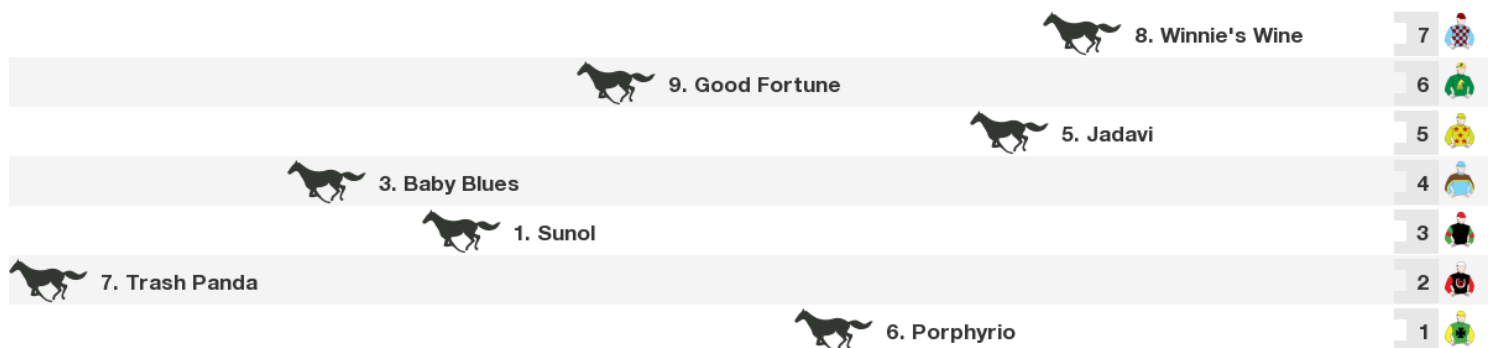 8. Winnie's Wine 7
9. Good Fortune 6
5. Jadavi 5
3. Baby Blues 4
1. Sunol 3
7. Trash Panda 2
6. Porphyrio 1